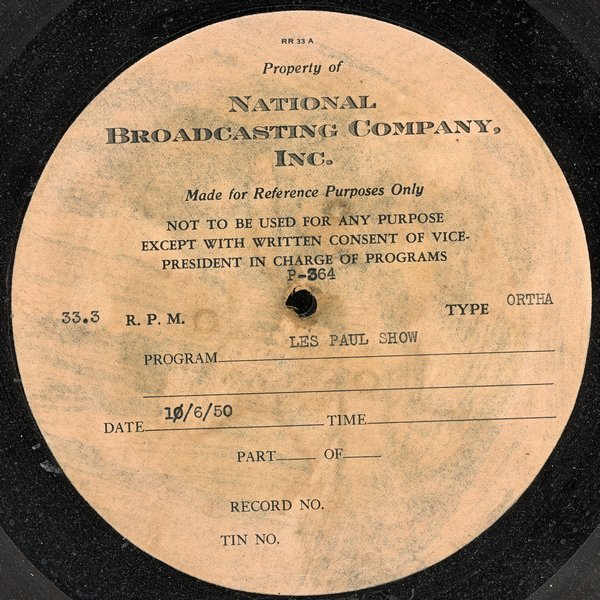 RR 33 A
Property of
NATIONAL
BROADCASTING COMPANY,
INC.
Made for Reference Purposes Only
NOT TO BE USED FOR ANY PURPOSE
EXCEPT WITH WRITTEN CONSENT OF VICE-
PRESIDENT IN CHARGE OF PROGRAMS
P-364
33.3 R. P. M. TYPE ORTHA
PROGRAM LES PAUL SHOW
DATE 10/6/50 TIME
PART OF
RECORD NO.
TIN NO.